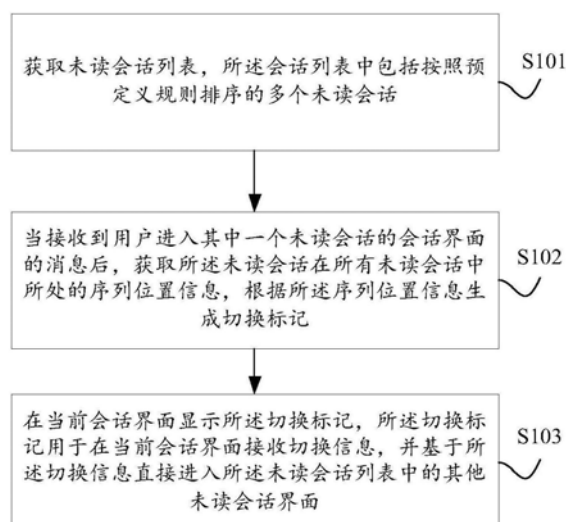 获取未读会话列表，所述会话列表中包括按照预
定义规则排序的多个未读会话
S101
当接收到用户进入其中一个未读会话的会话界面
的消息后，获取所述未读会话在所有未读会话中
所处的序列位置信息，根据所述序列位置信息生
成切换标记
S102
在当前会话界面显示所述切换标记，所述切换标
记用于在当前会话界面接收切换信息，并基于所
述切换信息直接进入所述未读会话列表中的其他
未读会话界面
S103